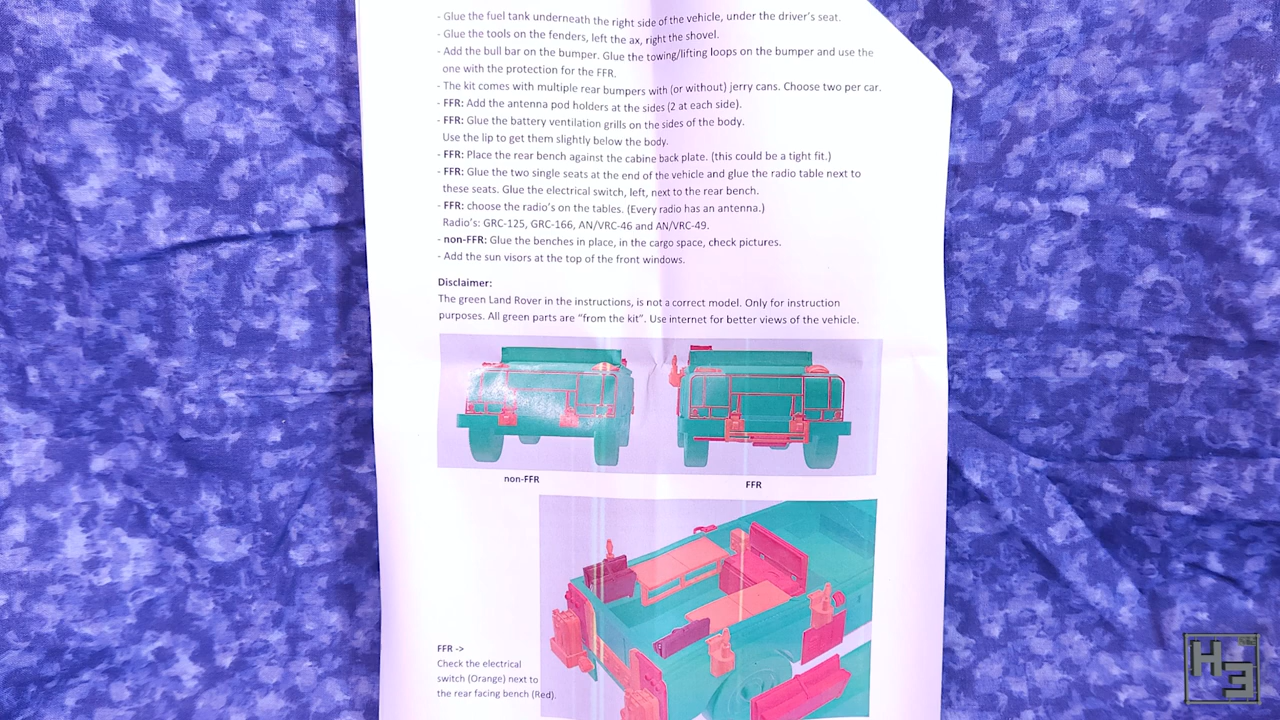 - Glue the fuel tank underneath the right side of the vehicle, under the driver's seat.
- Glue the tools on the fenders, left the ax, right the shovel.
- Add the bull bar on the bumper. Glue the towing/lifting loops on the bumper and use the
one with the protection for the FFR.
- The kit comes with multiple rear bumpers with (or without) jerry cans. Choose two per car.
- FFR: Add the antenna pod holders at the sides (2 at each side).
- FFR: Glue the battery ventilation grills on the sides of the body.
Use the lip to get them slightly below the body.
- FFR: Place the rear bench against the cabine back plate. (this could be a tight fit.)
- FFR: Glue the two single seats at the end of the vehicle and glue the radio table next to
these seats. Glue the electrical switch, left, next to the rear bench.
- FFR: choose the radio's on the tables. (Every radio has an antenna.)
Radio's: GRC-125, GRC-166, AN/VRC-46 and AN/VRC-49.
- non-FFR: Glue the benches in place, in the cargo space, check pictures.
- Add the sun visors at the top of the front windows.
Disclaimer:
The green Land Rover in the instructions, is not a correct model. Only for instruction
purposes. All green parts are "from the kit". Use internet for better views of the vehicle.
non-FFR
FFR
FFR ->
Check the electrical
switch (Orange) next to
the rear facing bench (Red).
H3